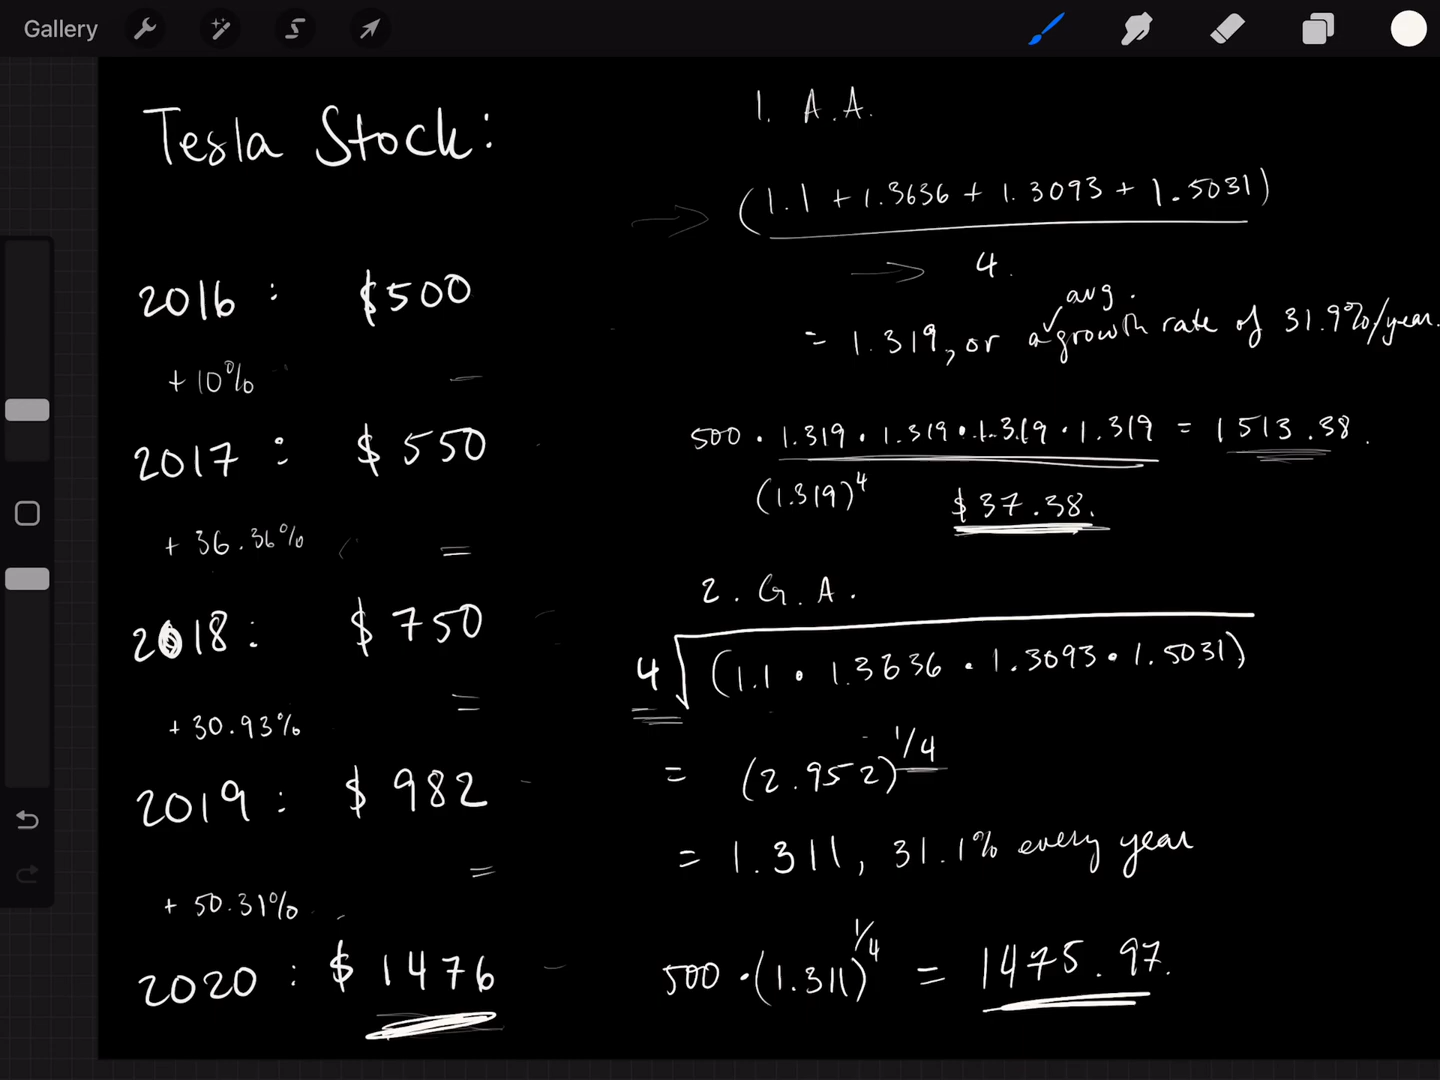 Gallery
Tesla Stock:
2016 : $500
+ 10%
2017 : $550
+ 36.36%
2018 : $750
+ 30.93%
2019 : $982
+ 50.31%
2020 : $1476
1. A.A.
(1.1 + 1.3636 + 1.3093 + 1.5031)
4.
avg.
= 1.319, or a growth rate of 31.9%/year.
500 · 1.319 · 1.319 · 1.319 · 1.319 = 1513.38.
(1.319)^4 $37.38.
2. G.A.
4√(1.1 · 1.3636 · 1.3093 · 1.5031)
= (2.952)^1/4
= 1.311, 31.1% every year
500 · (1.311)^1/4 = 1475.97.